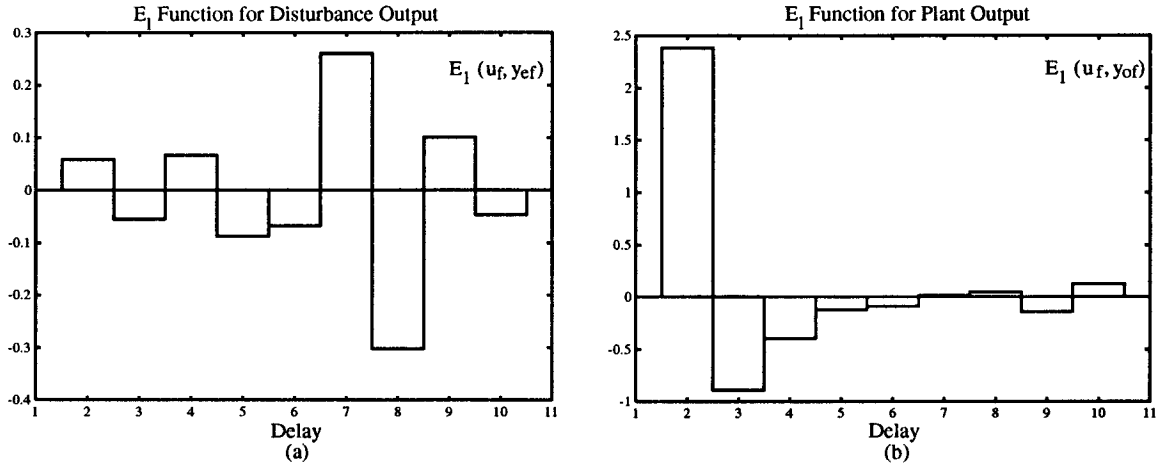 E1 Function for Disturbance Output
0.3
0.2
0.1
0
-0.1
-0.2
-0.3
-0.4
E1 (uf, yef)
1 2 3 4 5 6 7 8 9 10 11
Delay
(a)
E1 Function for Plant Output
2.5
2
1.5
1
0.5
0
-0.5
-1
E1 (uf, yof)
1 2 3 4 5 6 7 8 9 10 11
Delay
(b)